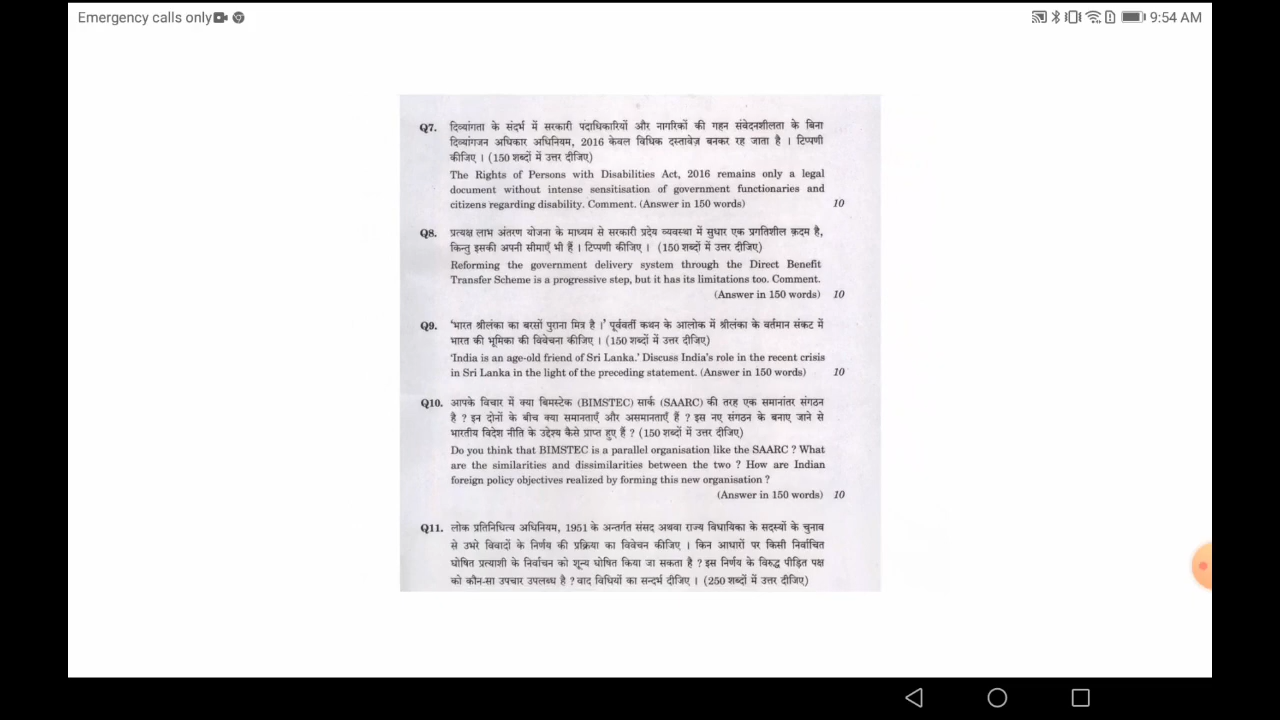 Emergency calls only
9:54 AM
Q7. दिव्यांगता के संदर्भ में सरकारी पदाधिकारियों और नागरिकों की गहन संवेदनशीलता के बिना
दिव्यांगजन अधिकार अधिनियम, 2016 केवल विधिक दस्तावेज़ बनकर रह जाता है । टिप्पणी
कीजिए । (150 शब्दों में उत्तर दीजिए)
The Rights of Persons with Disabilities Act, 2016 remains only a legal
document without intense sensitisation of government functionaries and
citizens regarding disability. Comment. (Answer in 150 words) 10
Q8. प्रत्यक्ष लाभ अंतरण योजना के माध्यम से सरकारी प्रदेय व्यवस्था में सुधार एक प्रगतिशील क़दम है,
किन्तु इसकी अपनी सीमाएँ भी हैं । टिप्पणी कीजिए । (150 शब्दों में उत्तर दीजिए)
Reforming the government delivery system through the Direct Benefit
Transfer Scheme is a progressive step, but it has its limitations too. Comment.
(Answer in 150 words) 10
Q9. 'भारत श्रीलंका का बरसों पुराना मित्र है ।' पूर्ववर्ती कथन के आलोक में श्रीलंका के वर्तमान संकट में
भारत की भूमिका की विवेचना कीजिए । (150 शब्दों में उत्तर दीजिए)
'India is an age-old friend of Sri Lanka.' Discuss India's role in the recent crisis
in Sri Lanka in the light of the preceding statement. (Answer in 150 words) 10
Q10. आपके विचार में क्या बिमस्टेक (BIMSTEC) सार्क (SAARC) की तरह एक समानांतर संगठन
है ? इन दोनों के बीच क्या समानताएँ और असमानताएँ हैं ? इस नए संगठन के बनाए जाने से
भारतीय विदेश नीति के उद्देश्य कैसे प्राप्त हुए हैं ? (150 शब्दों में उत्तर दीजिए)
Do you think that BIMSTEC is a parallel organisation like the SAARC ? What
are the similarities and dissimilarities between the two ? How are Indian
foreign policy objectives realized by forming this new organisation ?
(Answer in 150 words) 10
Q11. लोक प्रतिनिधित्व अधिनियम, 1951 के अन्तर्गत संसद अथवा राज्य विधायिका के सदस्यों के चुनाव
से उभरे विवादों के निर्णय की प्रक्रिया का विवेचन कीजिए । किन आधारों पर किसी निर्वाचित
घोषित प्रत्याशी के निर्वाचन को शून्य घोषित किया जा सकता है ? इस निर्णय के विरुद्ध पीड़ित पक्ष
को कौन-सा उपचार उपलब्ध है ? वाद विधियों का सन्दर्भ दीजिए । (250 शब्दों में उत्तर दीजिए)